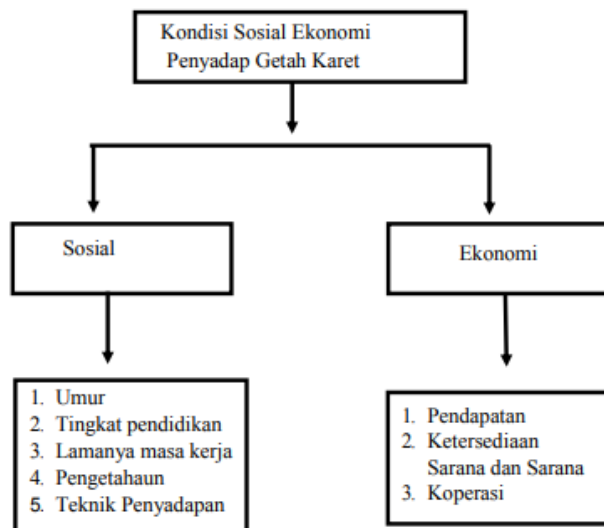 Kondisi Sosial Ekonomi
Penyadap Getah Karet
Sosial
Ekonomi
1. Umur
2. Tingkat pendidikan
3. Lamanya masa kerja
4. Pengetahaun
5. Teknik Penyadapan
1. Pendapatan
2. Ketersediaan
Sarana dan Sarana
3. Koperasi